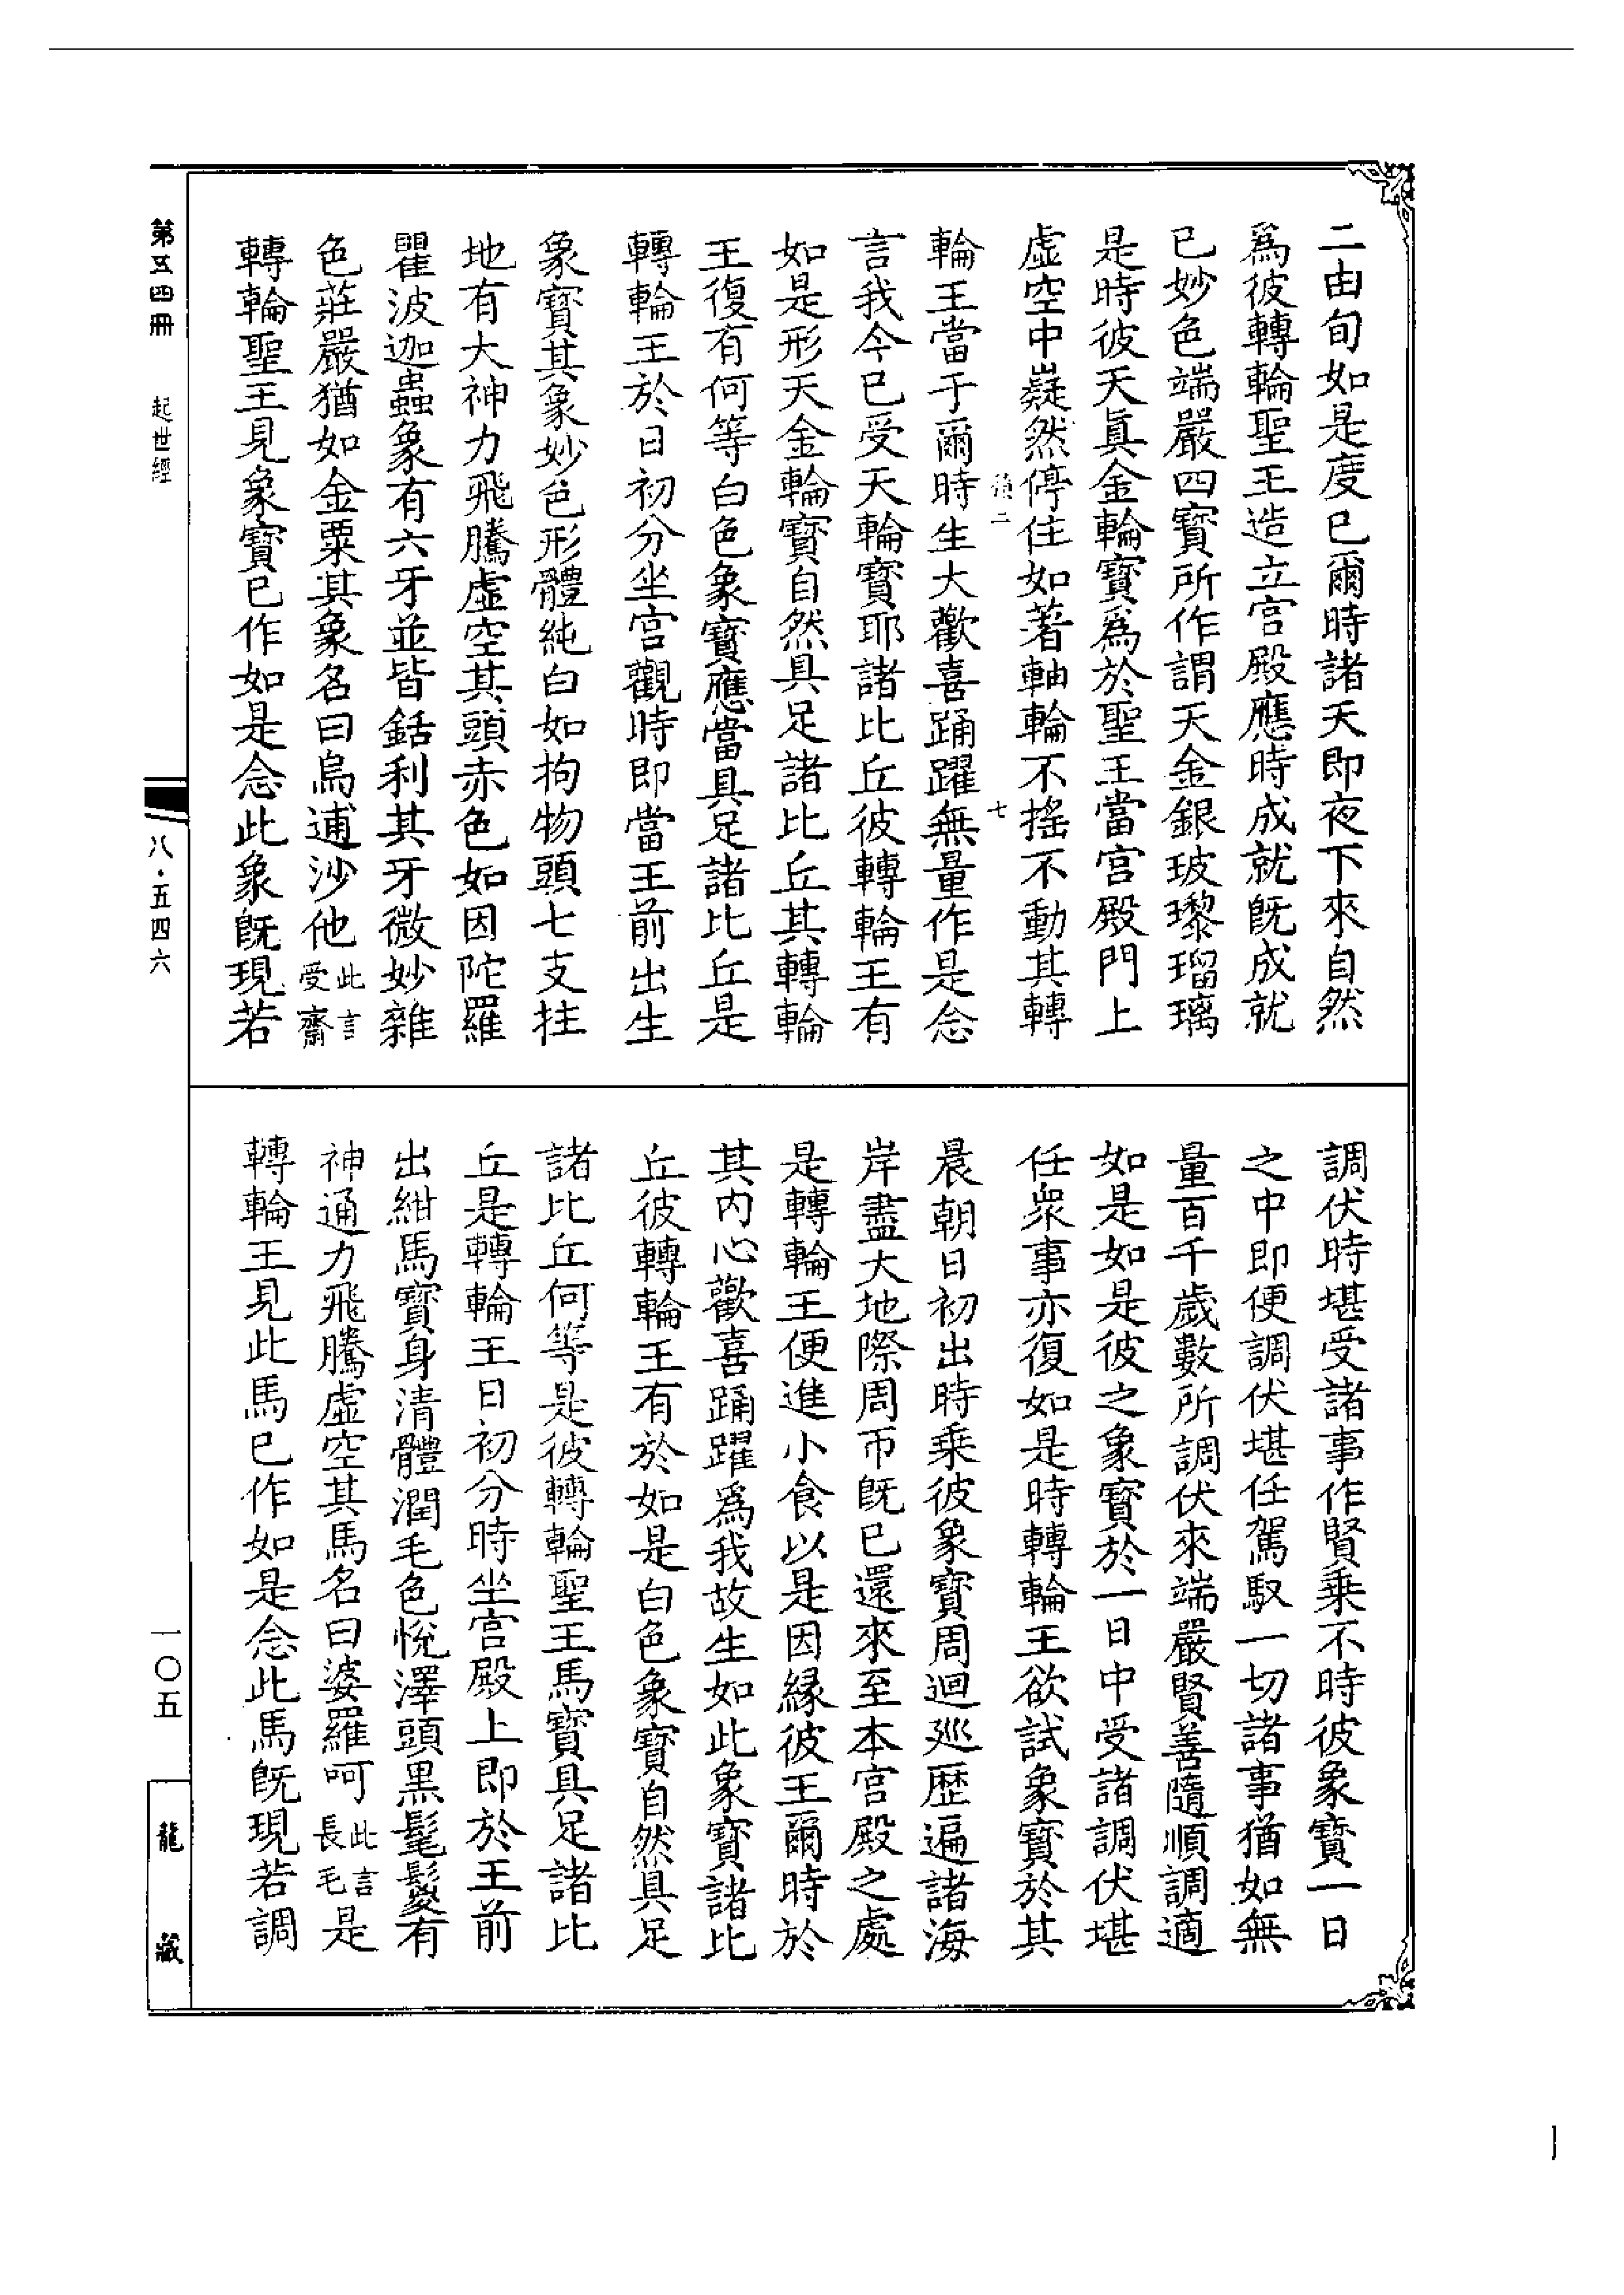 二由旬如是度已爾時諸天即夜下來自然
爲彼轉輪聖王造立宮殿應時成就旣成就
已妙色端嚴四寶所作謂天金銀玻瓈瑠璃
是時彼天眞金輪寶爲於聖王當宮殿門上
虛空中嶷然停住如著軸輪不搖不動其轉
二 七
輪王當于爾時生大歡喜踊躍無量作是念
言我今已受天輪寶耶諸比丘彼轉輪王有
如是形天金輪寶自然具足諸比丘其轉輪
王復有何等白色象寶應當具足諸比丘是
轉輪王於日初分坐宮觀時即當王前出生
象寶其象妙色形體純白如拘物頭七支拄
地有大神力飛騰虛空其頭赤色如因陀羅
瞿波迦蟲象有六牙並皆銛利其牙微妙雜
色莊嚴猶如金粟其象名曰烏逋沙他此言受齋
轉輪聖王見象寶已作如是念此象旣現若
調伏時堪受諸事作賢乘不時彼象寶一日
之中即便調伏堪任駕馭一切諸事猶如無
量百千歲數所調伏來端嚴賢善隨順調適
如是如是彼之象寶於一日中受諸調伏堪
任衆事亦復如是時轉輪王欲試象寶於其
晨朝日初出時乘彼象寶周迴巡歷遍諸海
岸盡大地際周帀旣已還來至本宮殿之處
是轉輪王便進小食以是因緣彼王爾時於
其內心歡喜踊躍爲我故生如此象寶諸比
丘彼轉輪王有於如是白色象寶自然具足
諸比丘何等是彼轉輪聖王馬寶具足諸比
丘是轉輪王日初分時坐宮殿上即於王前
出紺馬寶身清體潤毛色悅澤頭黑髦鬉有
神通力飛騰虛空其馬名曰婆羅呵此言長毛是
轉輪王見此馬已作如是念此馬旣現若調
第五四冊 起世經
八·五四六
一〇五
龍藏